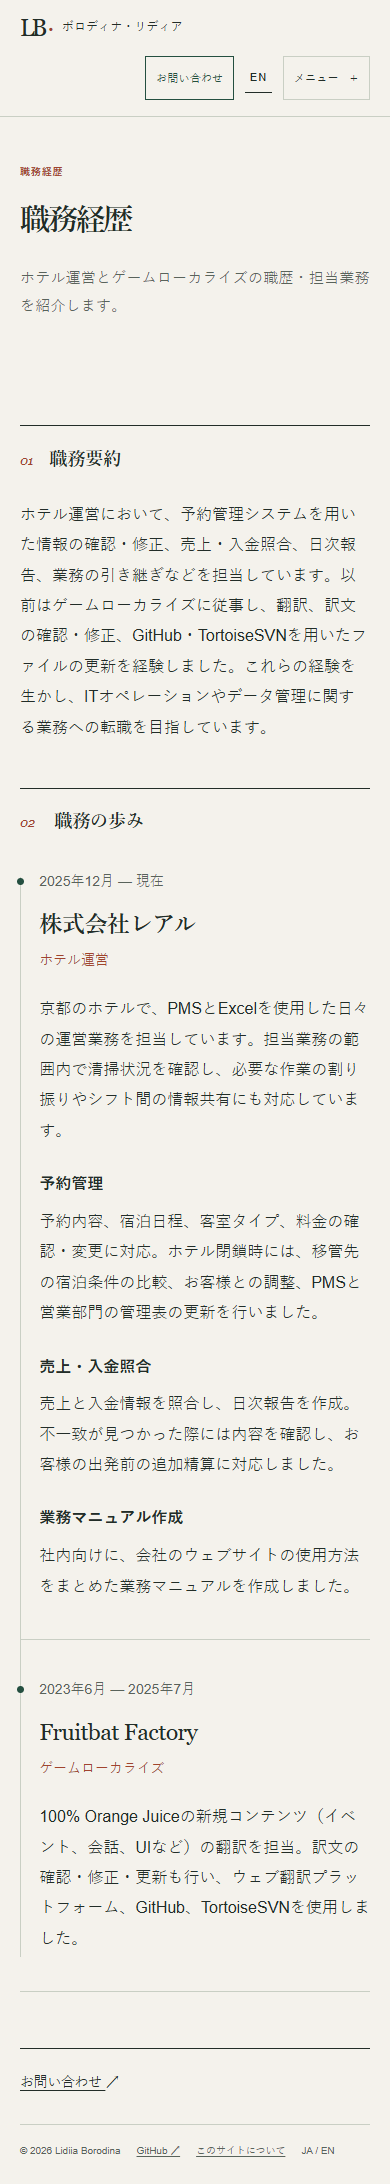 LB・ボロディナ・リディア
お問い合わせ EN メニュー +
職務経歴
職務経歴
ホテル運営とゲームローカライズの職歴・担当業務
を紹介します。
01 職務要約
ホテル運営において、予約管理システムを用い
た情報の確認・修正、売上・入金照合、日次報
告、業務の引き継ぎなどを担当しています。以
前はゲームローカライズに従事し、翻訳、訳文
の確認・修正、GitHub・TortoiseSVNを用いたフ
ァイルの更新を経験しました。これらの経験を
生かし、ITオペレーションやデータ管理に関す
る業務への転職を目指しています。
02 職務の歩み
2025年12月 — 現在
株式会社レアル
ホテル運営
京都のホテルで、PMSとExcelを使用した日々
の運営業務を担当しています。担当業務の範
囲内で清掃状況を確認し、必要な作業の割り
振りやシフト間の情報共有にも対応していま
す。
予約管理
予約内容、宿泊日程、客室タイプ、料金の確
認・変更に対応。ホテル閉鎖時には、移管先
の宿泊条件の比較、お客様との調整、PMSと
営業部門の管理表の更新を行いました。
売上・入金照合
売上と入金情報を照合し、日次報告を作成。
不一致が見つかった際には内容を確認し、お
客様の出発前の追加精算に対応しました。
業務マニュアル作成
社内向けに、会社のウェブサイトの使用方法
をまとめた業務マニュアルを作成しました。
2023年6月 — 2025年7月
Fruitbat Factory
ゲームローカライズ
100% Orange Juiceの新規コンテンツ（イベ
ント、会話、UIなど）の翻訳を担当。訳文の
確認・修正・更新も行い、ウェブ翻訳プラッ
トフォーム、GitHub、TortoiseSVNを使用しま
した。
お問い合わせ ↗
© 2026 Lidiia Borodina GitHub ↗ このサイトについて JA / EN